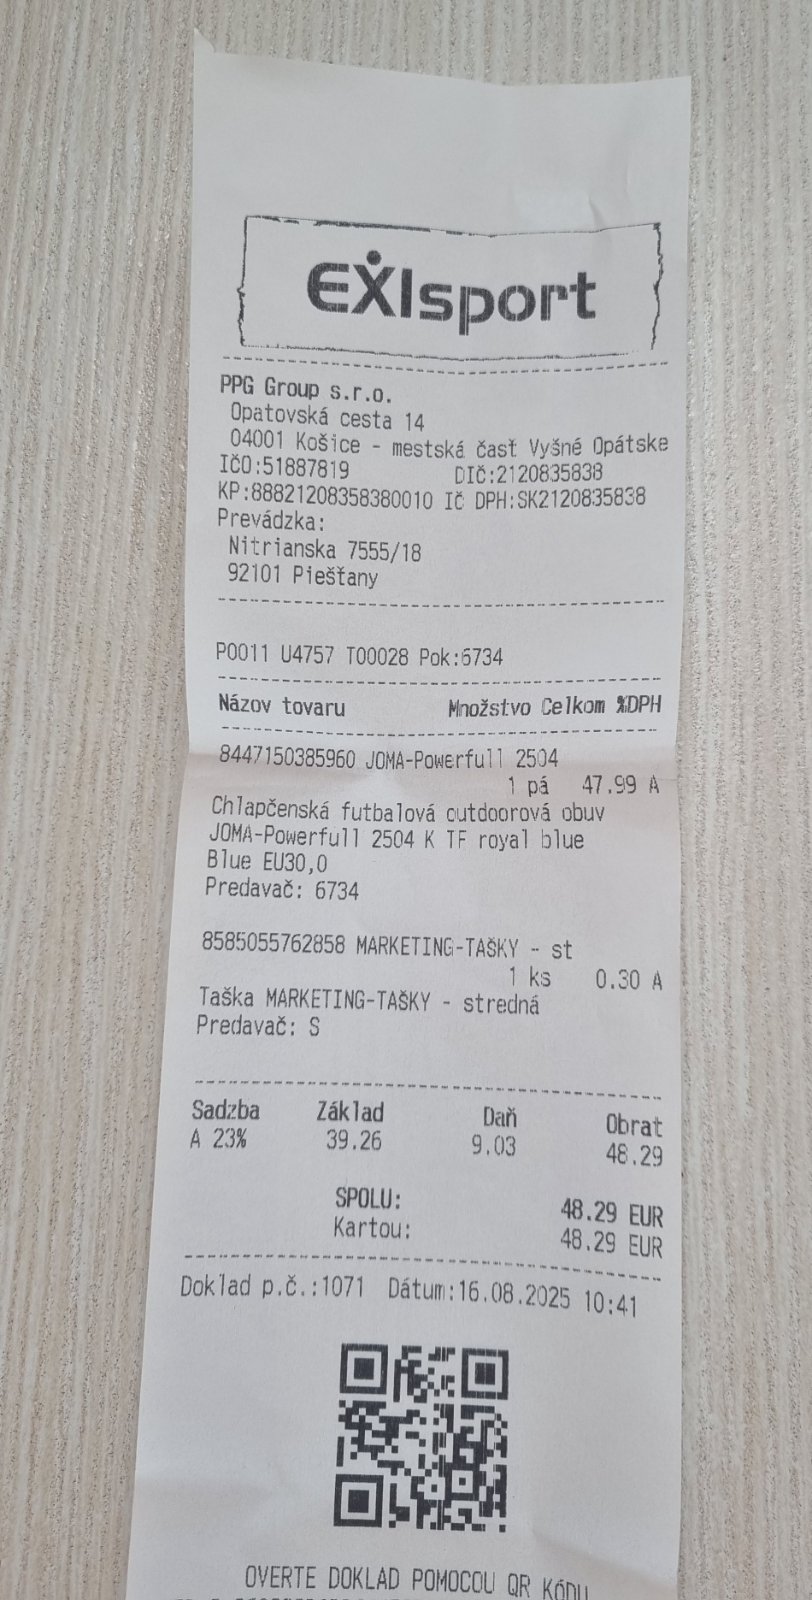 EXIsport
PPG Group s.r.o.
Opatovská cesta 14
04001 Košice - mestská časť Vyšné Opátske
IČO:51887819 DIČ:2120835838
KP:88821208358380010 IČ DPH:SK2120835838
Prevádzka:
Nitrianska 7555/18
92101 Piešťany
P0011 U4757 T00028 Pok:6734
Názov tovaru Množstvo Celkom %DPH
8447150385960 JOMA-Powerfull 2504
1 pá 47.99 A
Chlapčenská futbalová outdoorová obuv
JOMA-Powerfull 2504 K TF royal blue
Blue EU30,0
Predavač: 6734
8585055762858 MARKETING-TAŠKY - st
1 ks 0.30 A
Taška MARKETING-TAŠKY - stredná
Predavač: S
Sadzba Základ Daň Obrat
A 23% 39.26 9.03 48.29
SPOLU: 48.29 EUR
Kartou: 48.29 EUR
Doklad p.č.:1071 Dátum:16.08.2025 10:41
OVERTE DOKLAD POMOCOU QR KÓDU